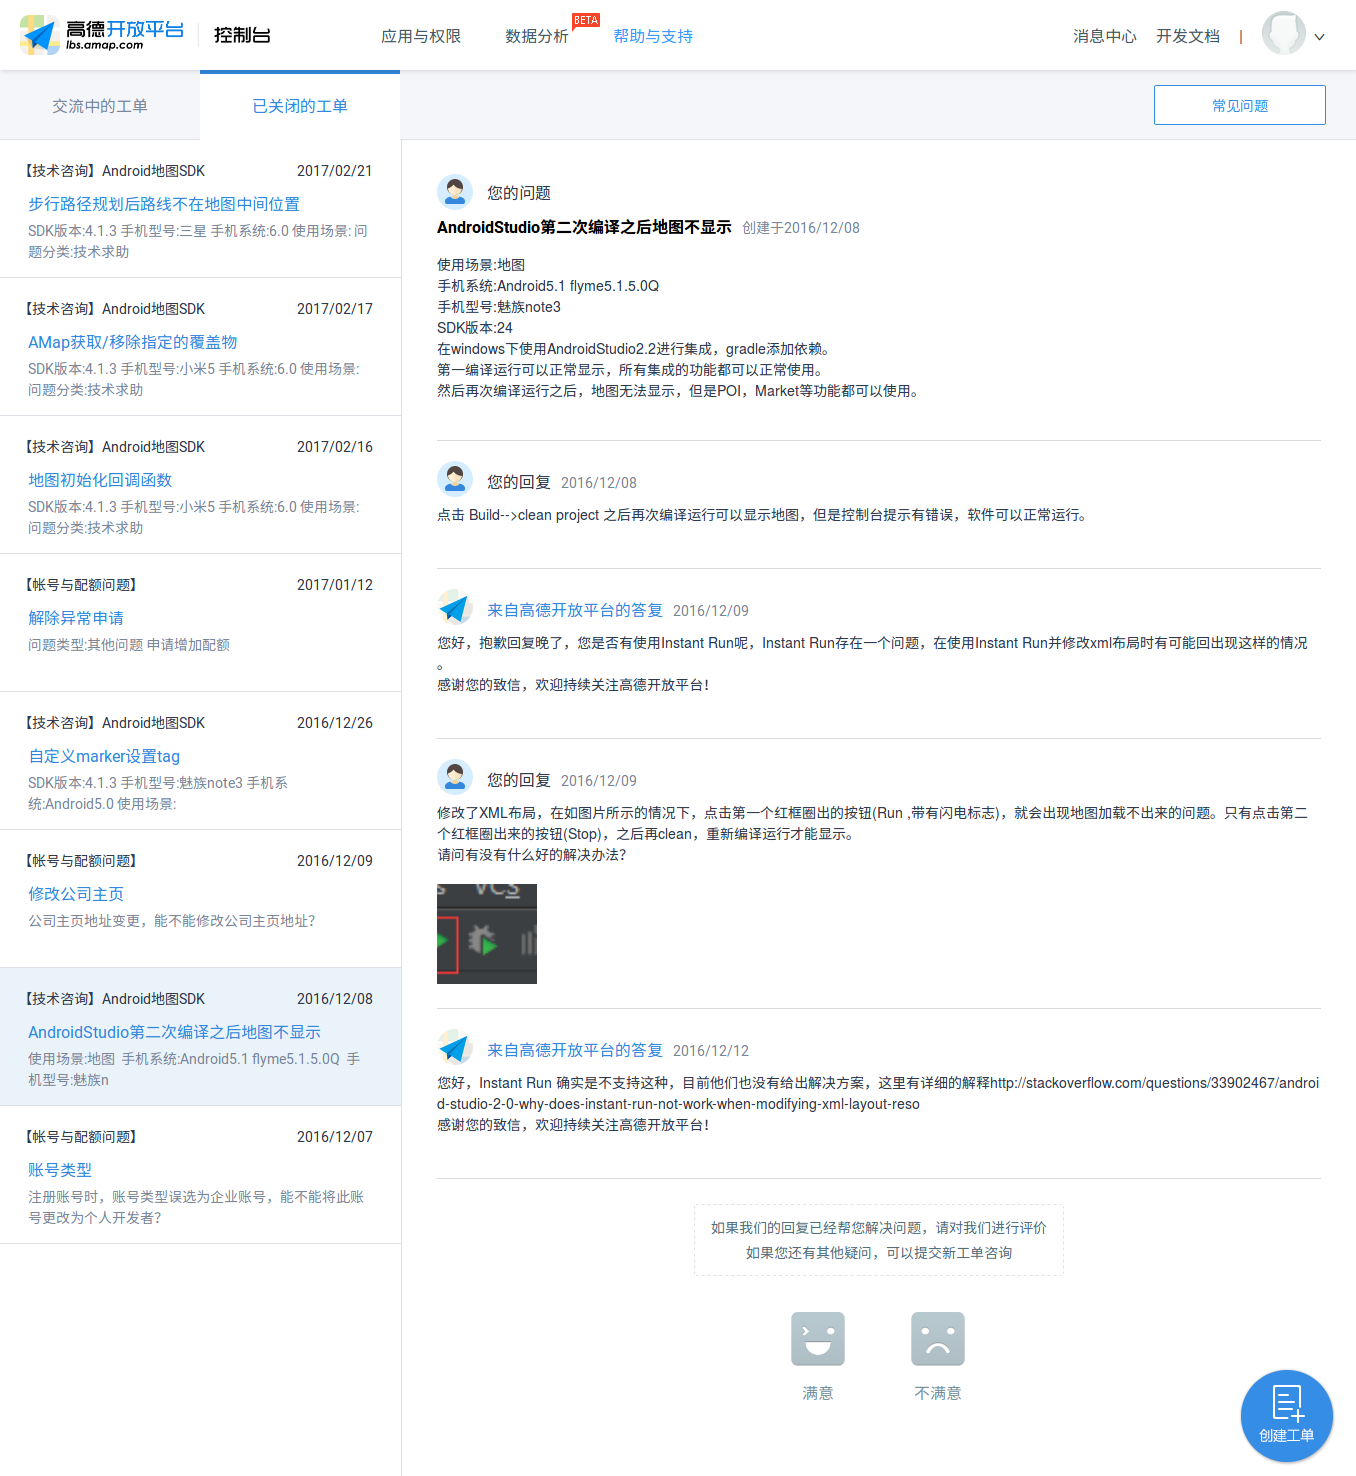 高德开放平台
lbs.amap.com
控制台
应用与权限
数据分析
BETA
帮助与支持
消息中心
开发文档
|
交流中的工单
已关闭的工单
常见问题
【技术咨询】Android地图SDK 2017/02/21
步行路径规划后路线不在地图中间位置
SDK版本:4.1.3 手机型号:三星 手机系统:6.0 使用场景: 问
题分类:技术求助
【技术咨询】Android地图SDK 2017/02/17
AMap获取/移除指定的覆盖物
SDK版本:4.1.3 手机型号:小米5 手机系统:6.0 使用场景:
问题分类:技术求助
【技术咨询】Android地图SDK 2017/02/16
地图初始化回调函数
SDK版本:4.1.3 手机型号:小米5 手机系统:6.0 使用场景:
问题分类:技术求助
【帐号与配额问题】 2017/01/12
解除异常申请
问题类型:其他问题 申请增加配额
【技术咨询】Android地图SDK 2016/12/26
自定义marker设置tag
SDK版本:4.1.3 手机型号:魅族note3 手机系
统:Android5.0 使用场景:
【帐号与配额问题】 2016/12/09
修改公司主页
公司主页地址变更，能不能修改公司主页地址？
【技术咨询】Android地图SDK 2016/12/08
AndroidStudio第二次编译之后地图不显示
使用场景:地图 手机系统:Android5.1 flyme5.1.5.0Q 手
机型号:魅族n
【帐号与配额问题】 2016/12/07
账号类型
注册账号时，账号类型误选为企业账号，能不能将此账
号更改为个人开发者？
您的问题
AndroidStudio第二次编译之后地图不显示 创建于2016/12/08
使用场景:地图
手机系统:Android5.1 flyme5.1.5.0Q
手机型号:魅族note3
SDK版本:24
在windows下使用AndroidStudio2.2进行集成，gradle添加依赖。
第一编译运行可以正常显示，所有集成的功能都可以正常使用。
然后再次编译运行之后，地图无法显示，但是POI，Market等功能都可以使用。
您的回复 2016/12/08
点击 Build-->clean project 之后再次编译运行可以显示地图，但是控制台提示有错误，软件可以正常运行。
来自高德开放平台的答复 2016/12/09
您好，抱歉回复晚了，您是否有使用Instant Run呢，Instant Run存在一个问题，在使用Instant Run并修改xml布局时有可能回出现这样的情况
。
感谢您的致信，欢迎持续关注高德开放平台！
您的回复 2016/12/09
修改了XML布局，在如图片所示的情况下，点击第一个红框圈出的按钮(Run ,带有闪电标志)，就会出现地图加载不出来的问题。只有点击第二
个红框圈出来的按钮(Stop)，之后再clean，重新编译运行才能显示。
请问有没有什么好的解决办法？
s VCS
来自高德开放平台的答复 2016/12/12
您好，Instant Run 确实是不支持这种，目前他们也没有给出解决方案，这里有详细的解释http://stackoverflow.com/questions/33902467/androi
d-studio-2-0-why-does-instant-run-not-work-when-modifying-xml-layout-reso
感谢您的致信，欢迎持续关注高德开放平台！
如果我们的回复已经帮您解决问题，请对我们进行评价
如果您还有其他疑问，可以提交新工单咨询
满意
不满意
创建工单